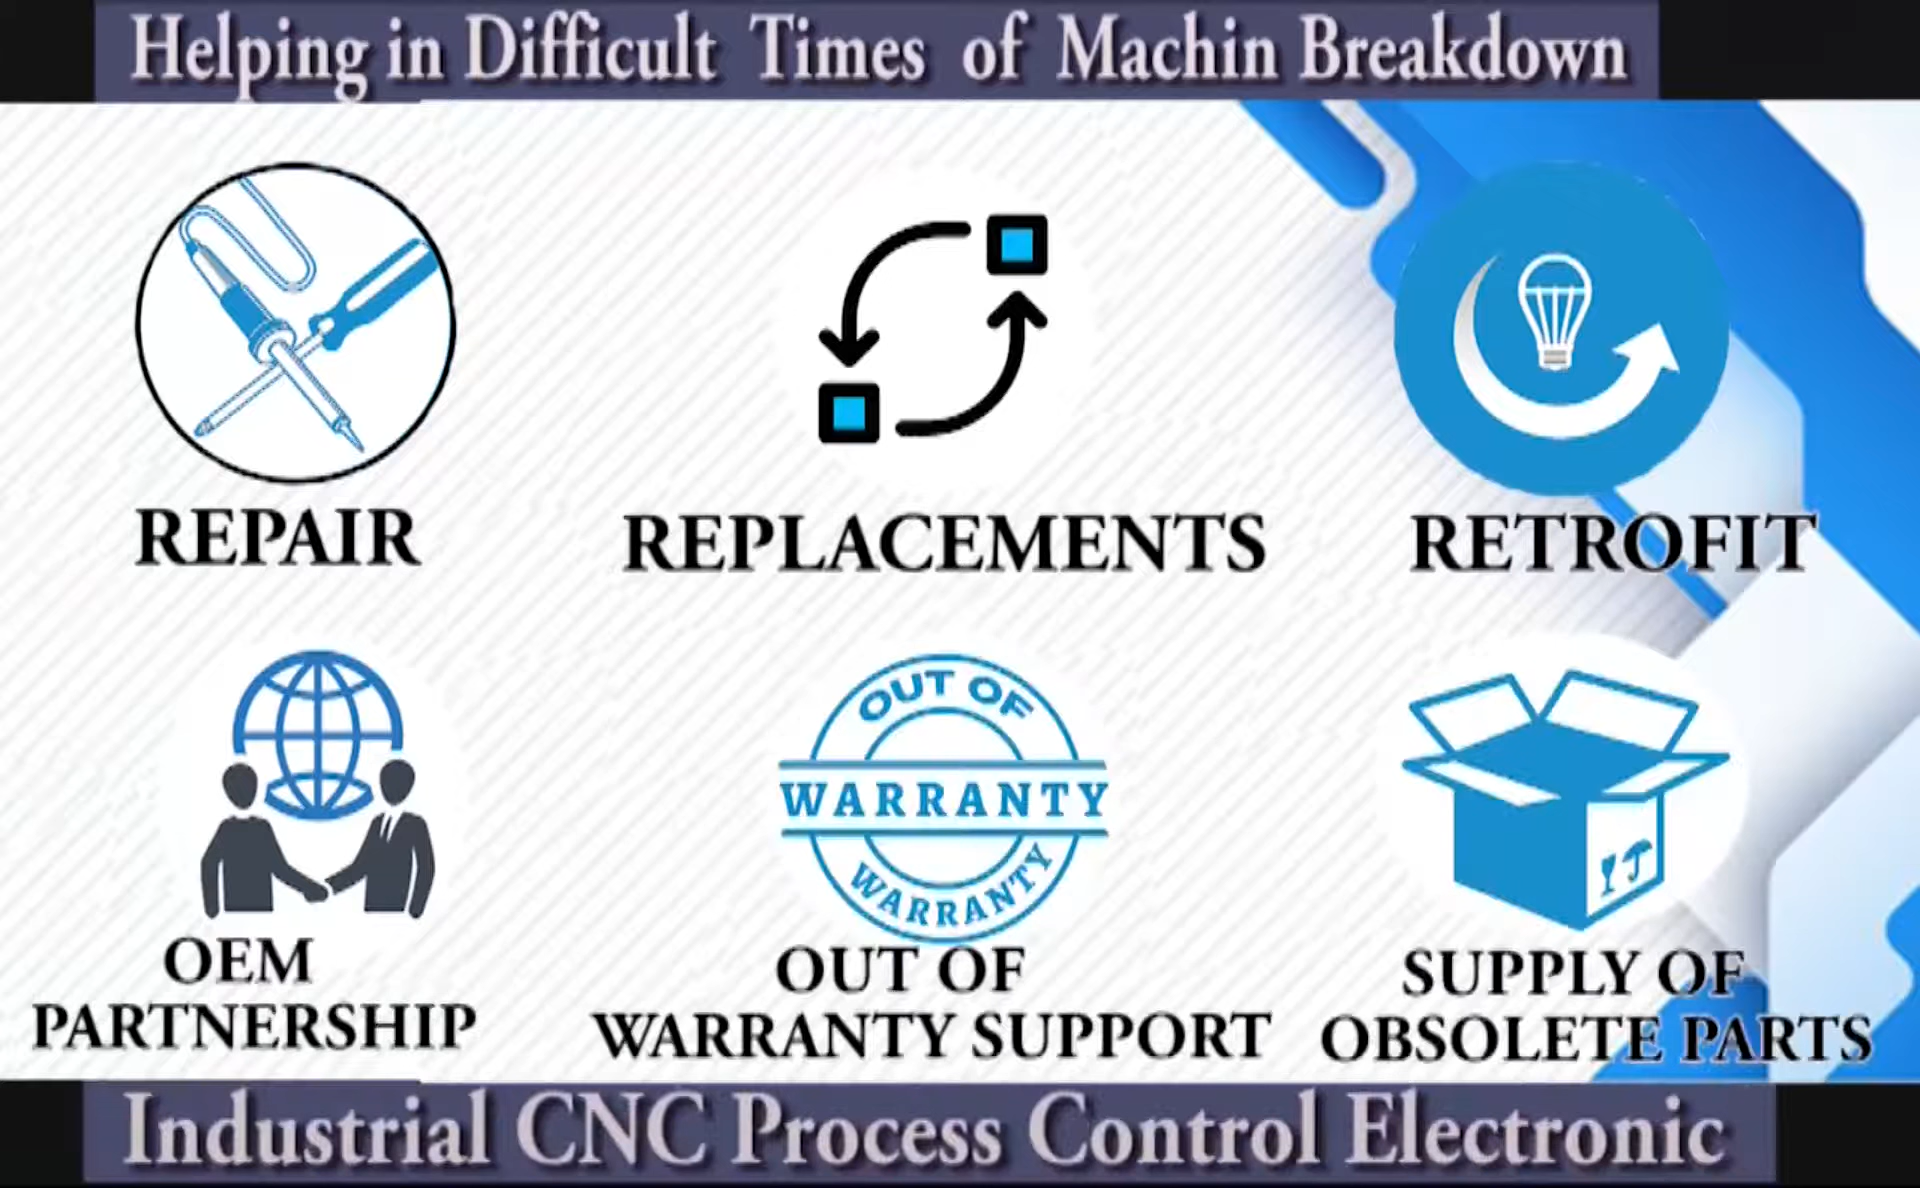 Helping in Difficult Times of Machin Breakdown
REPAIR
REPLACEMENTS
RETROFIT
OUT OF
WARRANTY
WARRANTY
OEM
PARTNERSHIP
OUT OF
WARRANTY SUPPORT
SUPPLY OF
OBSOLETE PARTS
Industrial CNC Process Control Electronic